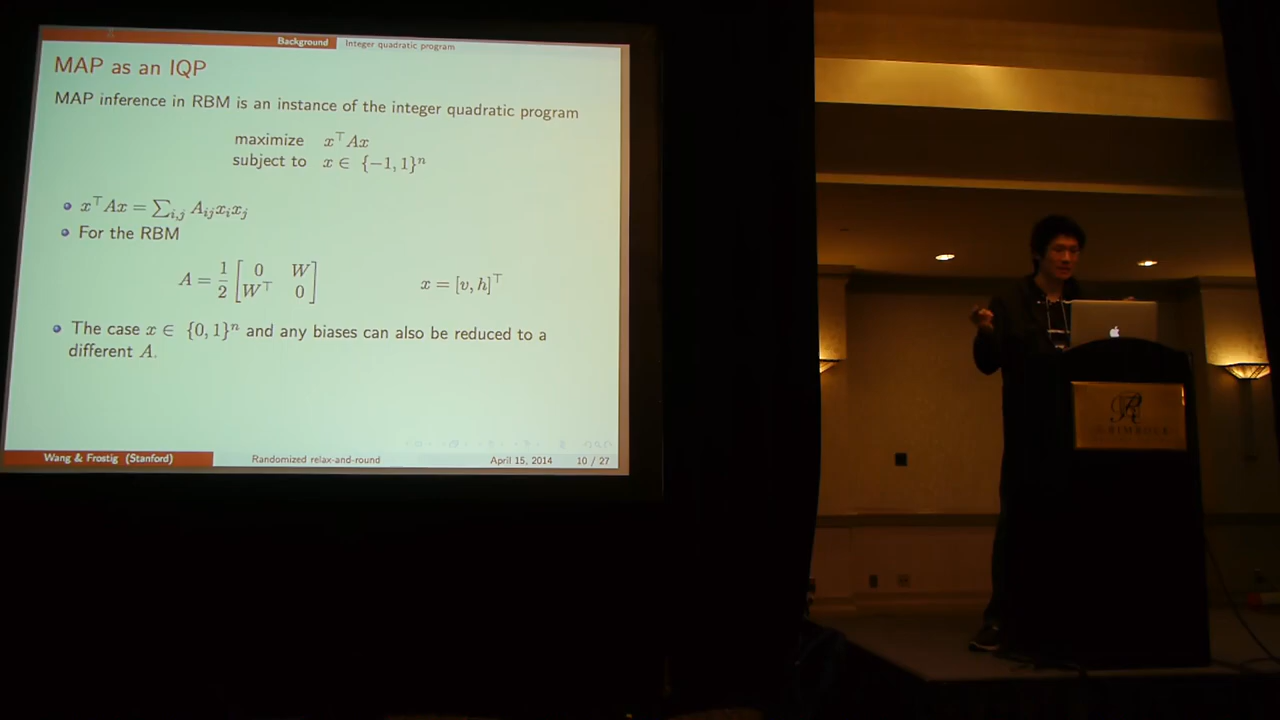 Background Integer quadratic program
MAP as an IQP
MAP inference in RBM is an instance of the integer quadratic program
maximize x⊤Ax
subject to x ∈ {−1, 1}ⁿ
x⊤Ax = ∑i,j Aijxixj
For the RBM
A = 1/2 [0 W; W⊤ 0] x = [v, h]⊤
The case x ∈ {0, 1}ⁿ and any biases can also be reduced to a
different A.
Wang & Frostig (Stanford) Randomized relax-and-round April 15, 2014 10 / 27